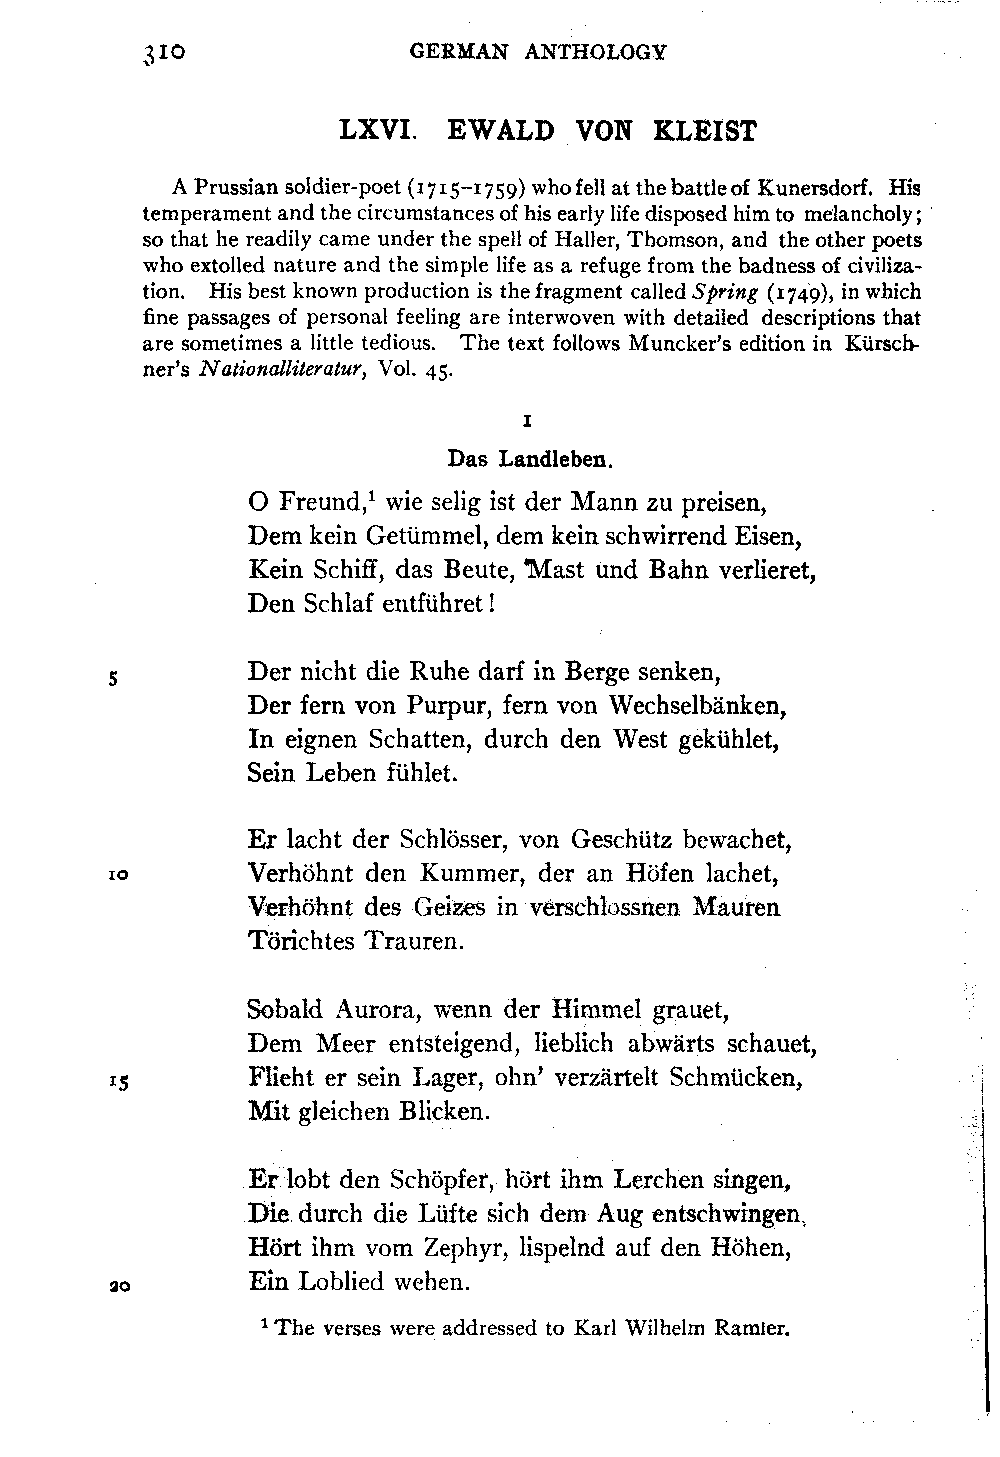 310 GERMAN ANTHOLOGY
LXVI. EWALD VON KLEIST
A Prussian soldier-poet (1715–1759) who fell at the battle of Kunersdorf. His
temperament and the circumstances of his early life disposed him to melancholy;
so that he readily came under the spell of Haller, Thomson, and the other poets
who extolled nature and the simple life as a refuge from the badness of civiliza-
tion. His best known production is the fragment called Spring (1749), in which
fine passages of personal feeling are interwoven with detailed descriptions that
are sometimes a little tedious. The text follows Muncker's edition in Kürsch-
ner's Nationalliteratur, Vol. 45.
1
Das Landleben.
O Freund,¹ wie selig ist der Mann zu preisen,
Dem kein Getümmel, dem kein schwirrend Eisen,
Kein Schiff, das Beute, Mast und Bahn verlieret,
Den Schlaf entführet!
5 Der nicht die Ruhe darf in Berge senken,
Der fern von Purpur, fern von Wechselbänken,
In eignen Schatten, durch den West gekühlet,
Sein Leben fühlet.
Er lacht der Schlösser, von Geschütz bewachet,
10 Verhöhnt den Kummer, der an Höfen lachet,
Verhöhnt des Geizes in verschlossnen Mauren
Törichtes Trauren.
Sobald Aurora, wenn der Himmel grauet,
Dem Meer entsteigend, lieblich abwärts schauet,
15 Flieht er sein Lager, ohn' verzärtelt Schmücken,
Mit gleichen Blicken.
Er lobt den Schöpfer, hört ihm Lerchen singen,
Die durch die Lüfte sich dem Aug entschwingen,
Hört ihm vom Zephyr, lispelnd auf den Höhen,
20 Ein Loblied wehen.
¹ The verses were addressed to Karl Wilhelm Ramler.